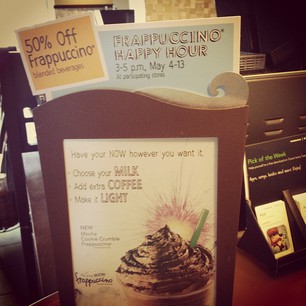 50% Off
Frappuccino®
blended beverages
FRAPPUCCINO®
HAPPY HOUR
3-5 p.m, May 4-13
At participating stores
Have your NOW however you want it.
- Choose your MILK
- Add extra COFFEE
- Make it LIGHT
NEW
Mocha
Cookie Crumble
Frappuccino
Frappuccino
Pick of the Week